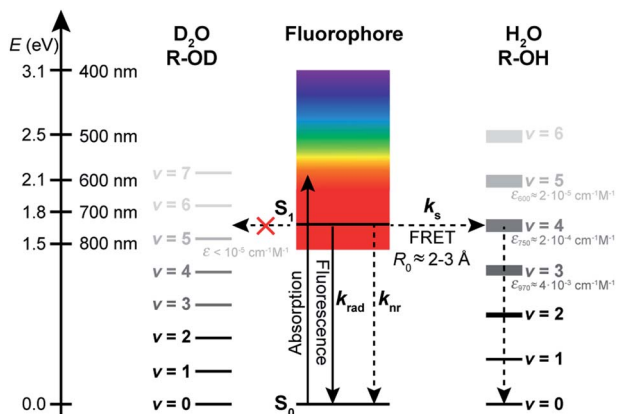 D₂O
R-OD
Fluorophore
H₂O
R-OH
E (eV)
3.1
400 nm
2.5
500 nm
2.1
600 nm
1.8
700 nm
1.5
800 nm
0.0
v = 7
v = 6
v = 5
ε < 10⁻⁵ cm⁻¹M⁻¹
v = 4
v = 3
v = 2
v = 1
v = 0
S₁
S₀
Absorption
Fluorescence
k_rad
k_nr
k_s
FRET
R₀ ≈ 2-3 Å
v = 6
v = 5
ε₆₀₀≈ 2·10⁻⁵ cm⁻¹M⁻¹
v = 4
ε₇₅₀≈ 2·10⁻⁴ cm⁻¹M⁻¹
v = 3
ε₉₇₀≈ 4·10⁻³ cm⁻¹M⁻¹
v = 2
v = 1
v = 0